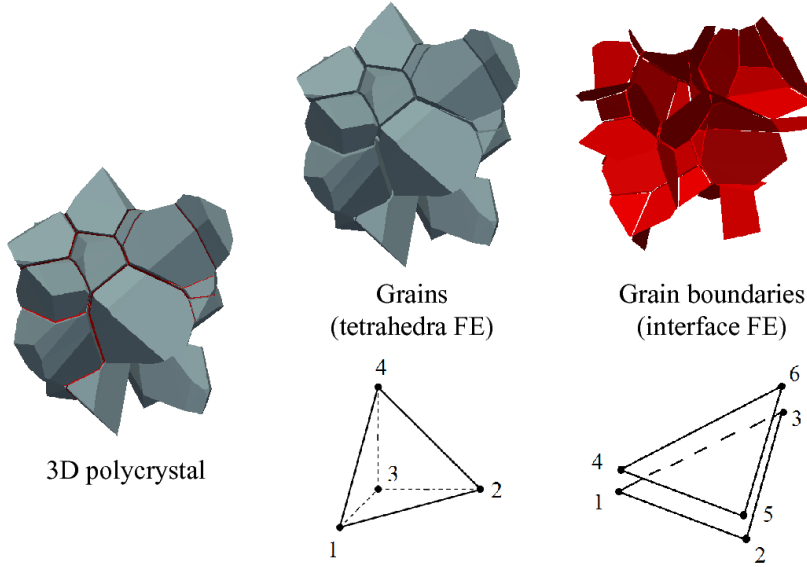 Grains
(tetrahedra FE)
Grain boundaries
(interface FE)
3D polycrystal
4
3
2
1
6
3
4
1
5
2